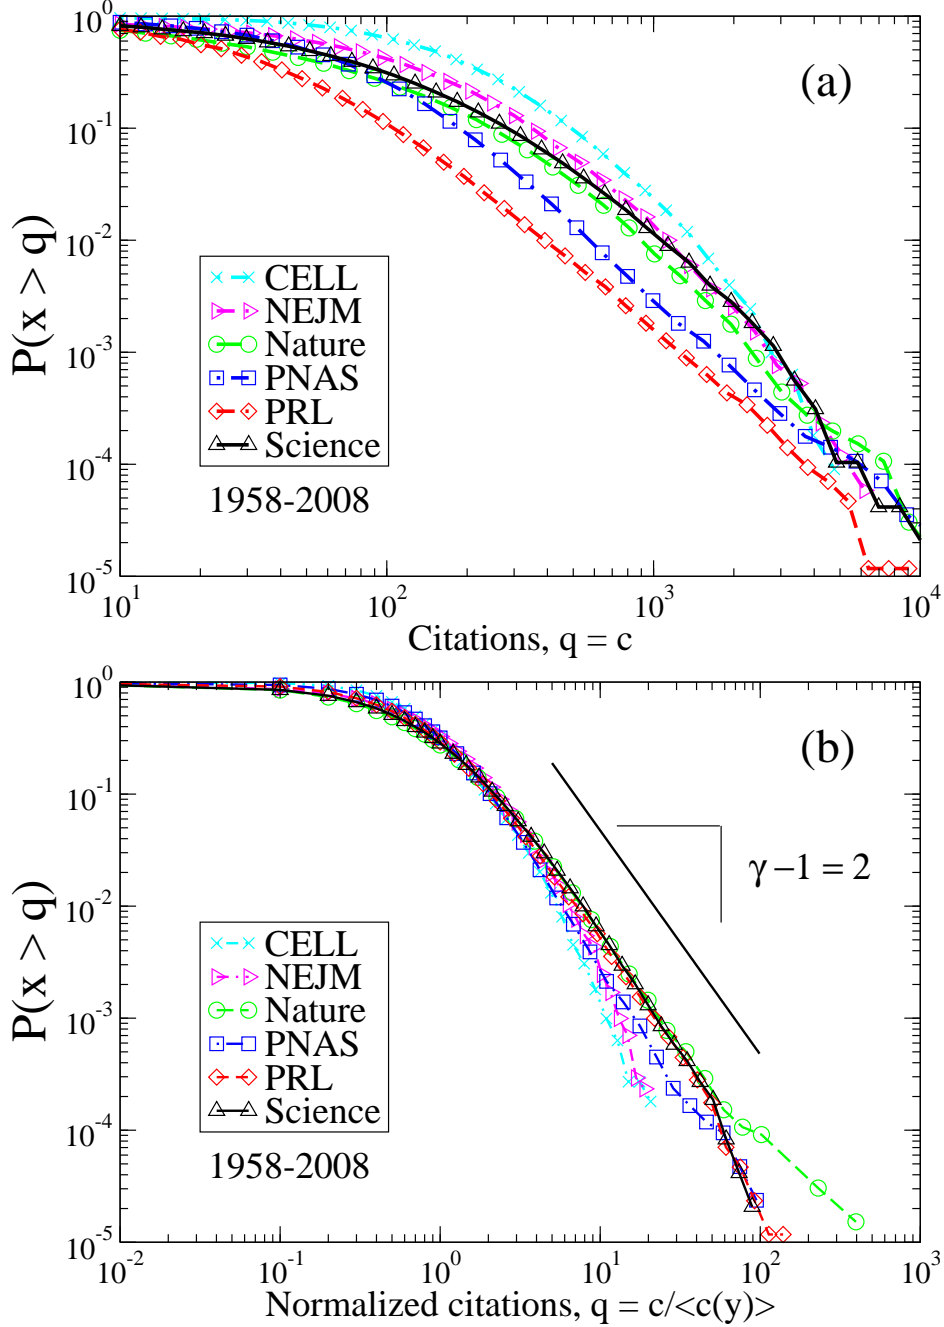 10^0
10^-1
10^-2
10^-3
10^-4
10^-5
P(x > q)
(a)
CELL
NEJM
Nature
PNAS
PRL
Science
1958-2008
10^1
10^2
10^3
10^4
Citations, q = c
10^0
10^-1
10^-2
10^-3
10^-4
10^-5
P(x > q)
(b)
γ −1 = 2
CELL
NEJM
Nature
PNAS
PRL
Science
1958-2008
10^-2
10^-1
10^0
10^1
10^2
10^3
Normalized citations, q = c/<c(y)>